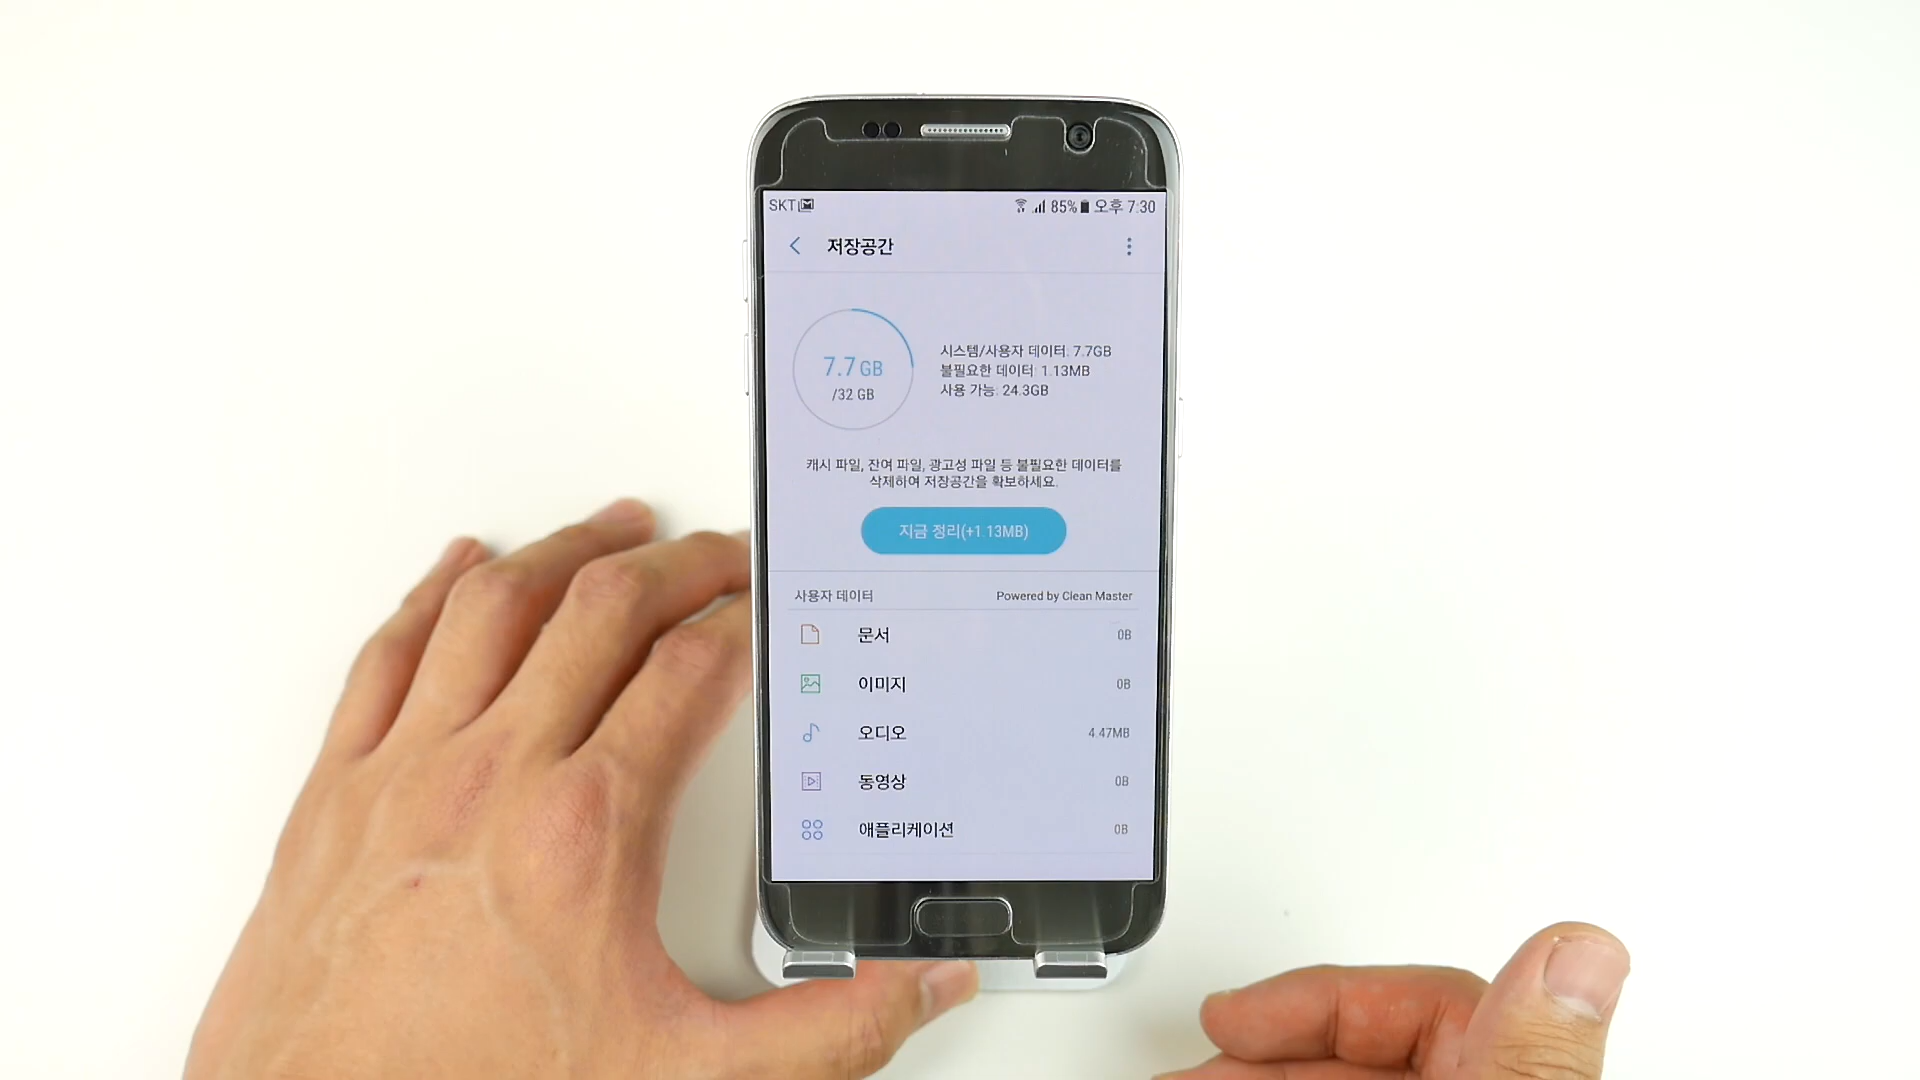 SKT 85% 오후 7:30
저장공간
7.7 GB
/32 GB
시스템/사용자 데이터: 7.7GB
불필요한 데이터: 1.13MB
사용 가능: 24.3GB
캐시 파일, 잔여 파일, 광고성 파일 등 불필요한 데이터를
삭제하여 저장공간을 확보하세요.
지금 정리(+1.13MB)
사용자 데이터 Powered by Clean Master
문서 0B
이미지 0B
오디오 4.47MB
동영상 0B
애플리케이션 0B